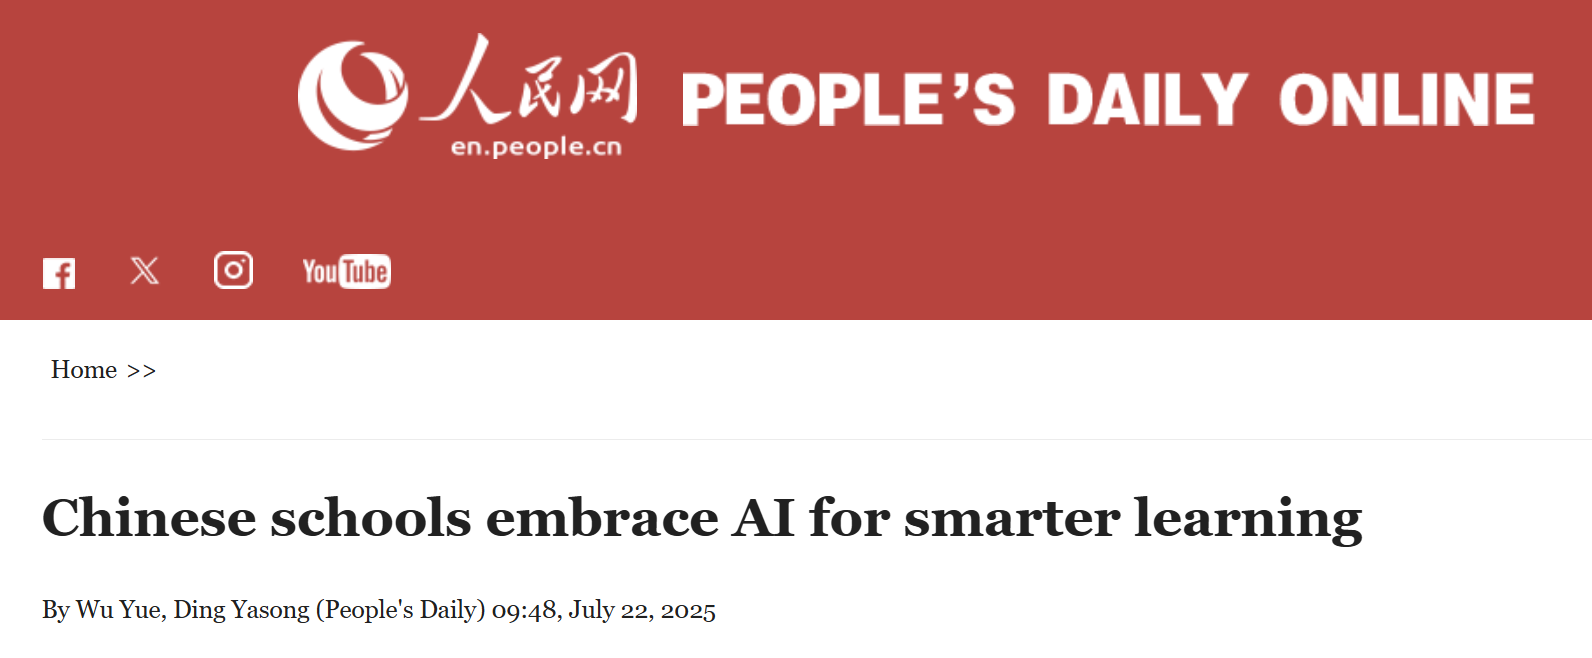 人民网 PEOPLE’S DAILY ONLINE
en.people.cn
YouTube
Home >>
Chinese schools embrace AI for smarter learning
By Wu Yue, Ding Yasong (People's Daily) 09:48, July 22, 2025